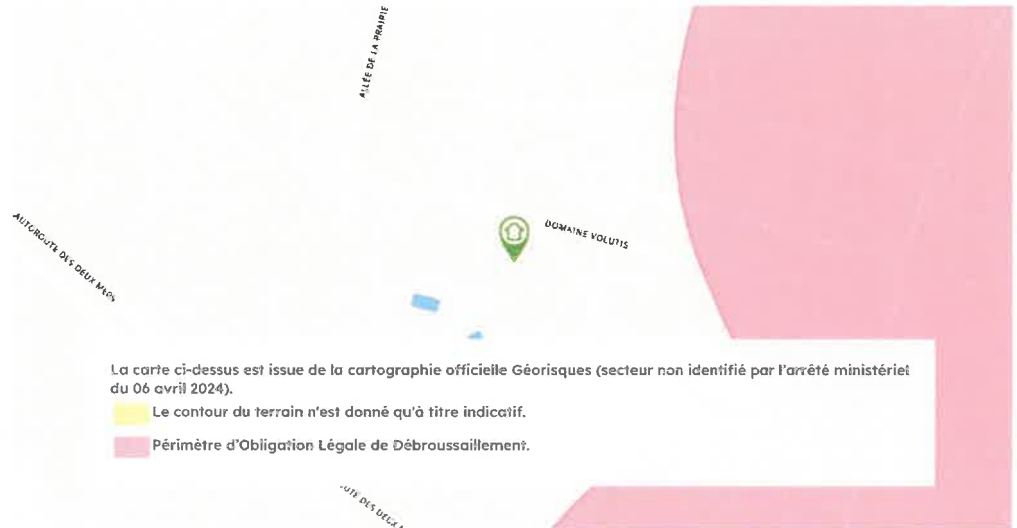 ALLÉE DE LA PRAIRIE
DOMAINE VOLUTIS
AUTOROUTE DES DEUX MERS
La carte ci-dessus est issue de la cartographie officielle Géorisques (secteur non identifié par l'arrêté ministériel
du 06 avril 2024).
Le contour du terrain n'est donné qu'à titre indicatif.
Périmètre d'Obligation Légale de Débroussaillement.
DES DEUX